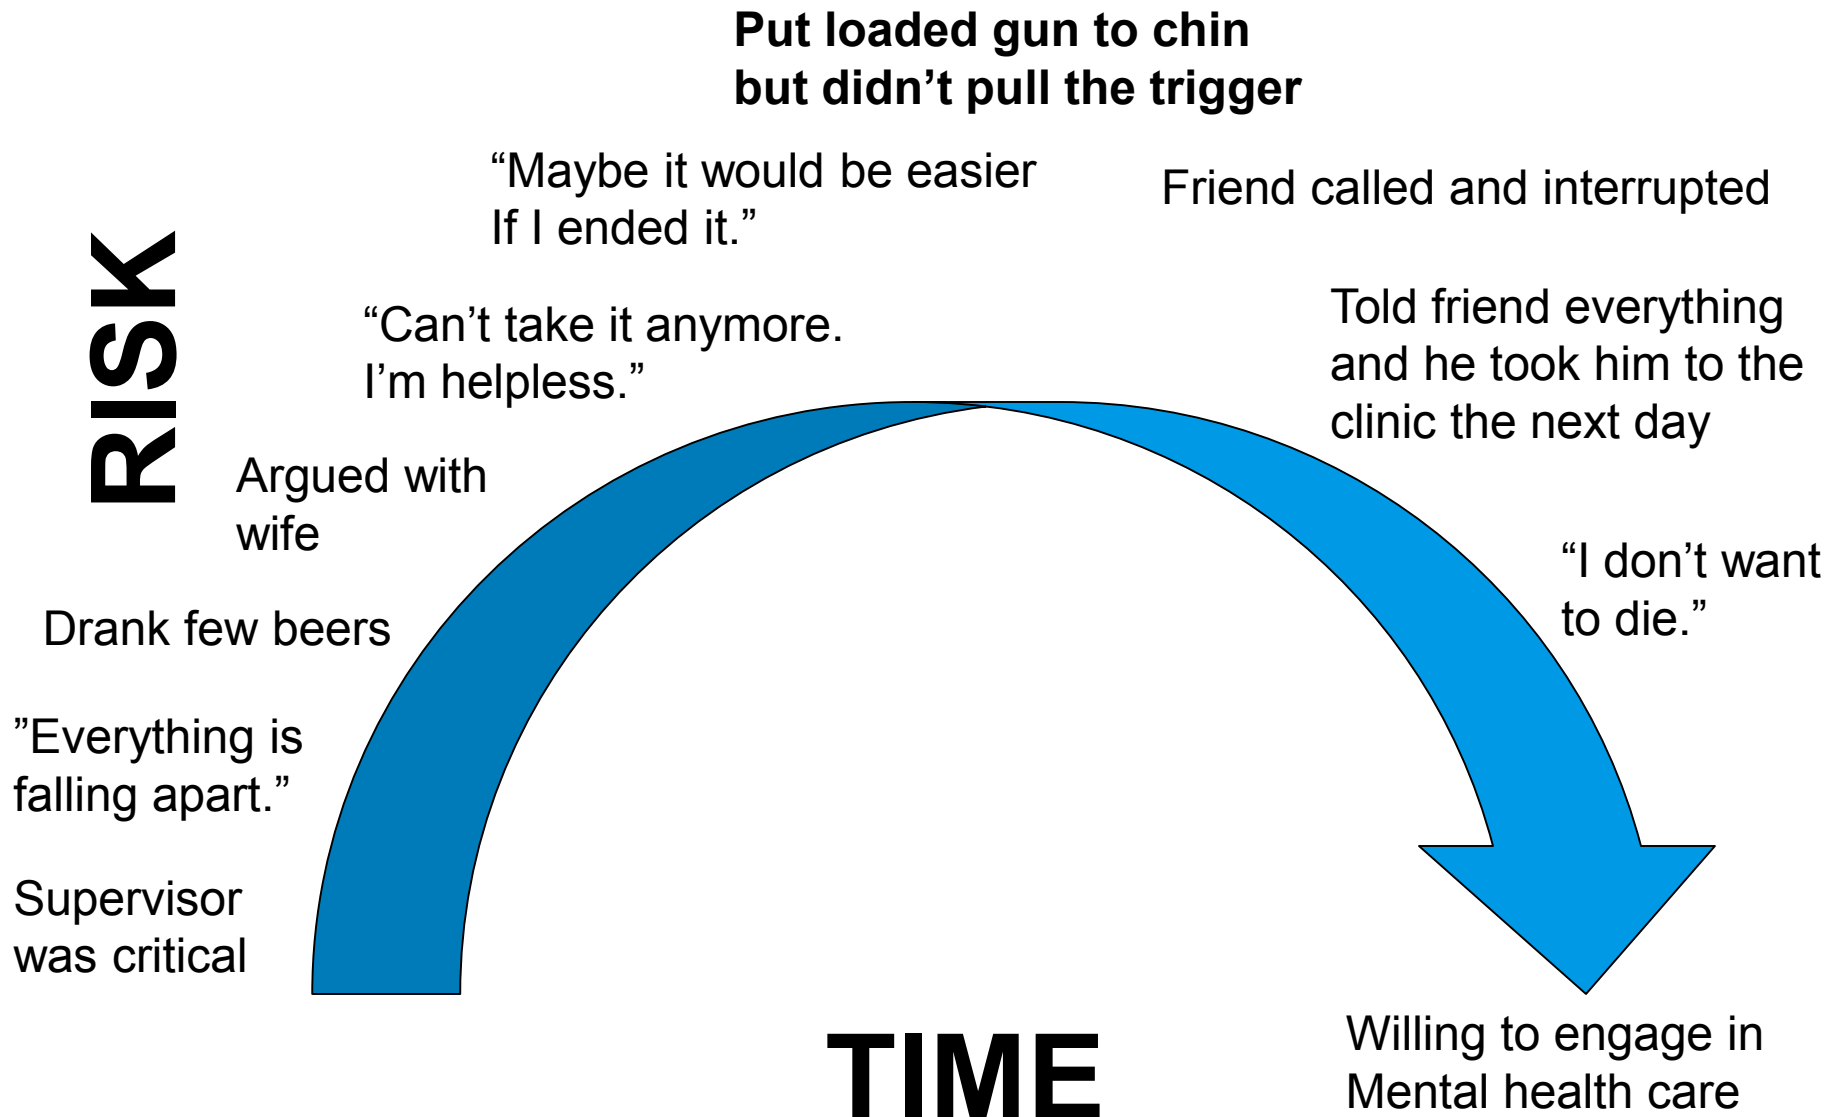 Put loaded gun to chin
but didn’t pull the trigger
“Maybe it would be easier
If I ended it.”
Friend called and interrupted
RISK
“Can’t take it anymore.
I’m helpless.”
Told friend everything
and he took him to the
clinic the next day
Argued with
wife
“I don’t want
to die.”
Drank few beers
”Everything is
falling apart.”
Supervisor
was critical
TIME
Willing to engage in
Mental health care